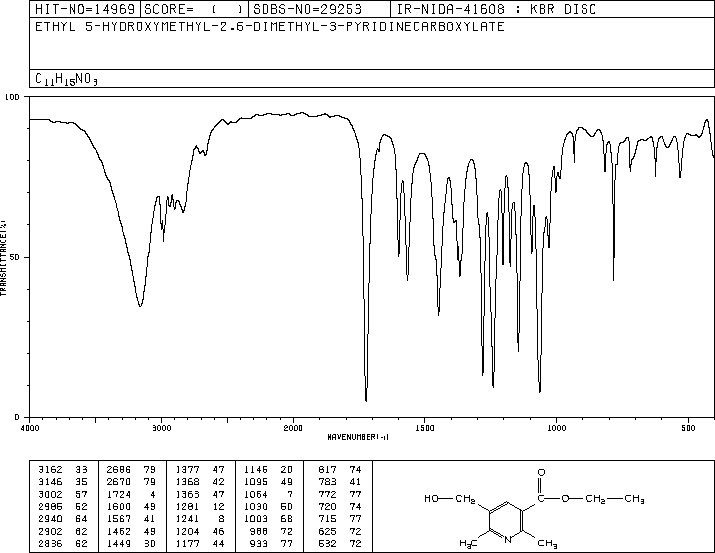 HIT-NO=14969 SCORE= ( ) SDBS-NO=29253 IR-NIDA-41608 : KBR DISC
ETHYL 5-HYDROXYMETHYL-2,6-DIMETHYL-3-PYRIDINECARBOXYLATE
C₁₁H₁₅NO₃
100
50
0
TRANSMITTANCE(%)
4000 3000 2000 1500 1000 500
WAVENUMBER(-1)
3162 33 2686 79 1377 47 1146 20 817 74
3146 35 2670 79 1368 42 1095 49 783 41
3002 57 1724 4 1363 47 1064 7 772 77
2985 52 1600 49 1281 12 1030 50 720 74
2940 64 1567 41 1241 8 1003 68 715 77
2902 62 1462 49 1204 46 988 72 625 72
2836 62 1449 30 1177 44 933 77 532 72
O
HO—CH₂ C—O—CH₂—CH₃
H₃C N CH₃